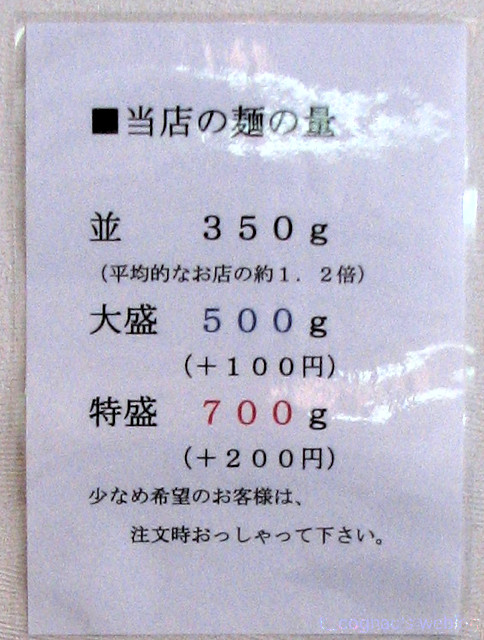 ■当店の麺の量
並　３５０ｇ
（平均的なお店の約１．２倍）
大盛　５００ｇ
（＋１００円）
特盛　７００ｇ
（＋２００円）
少なめ希望のお客様は、
注文時おっしゃって下さい。